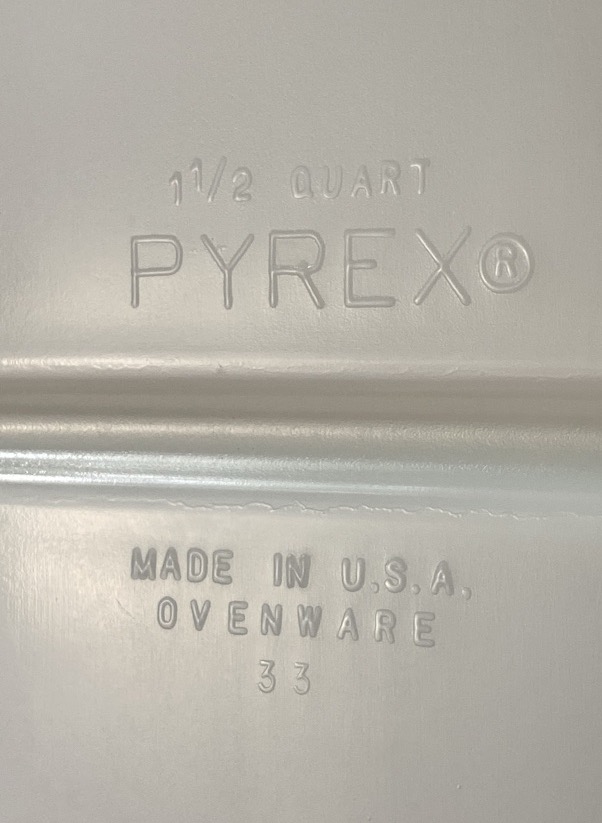 1 1/2 QUART
PYREX®
MADE IN U.S.A.
OVENWARE
33